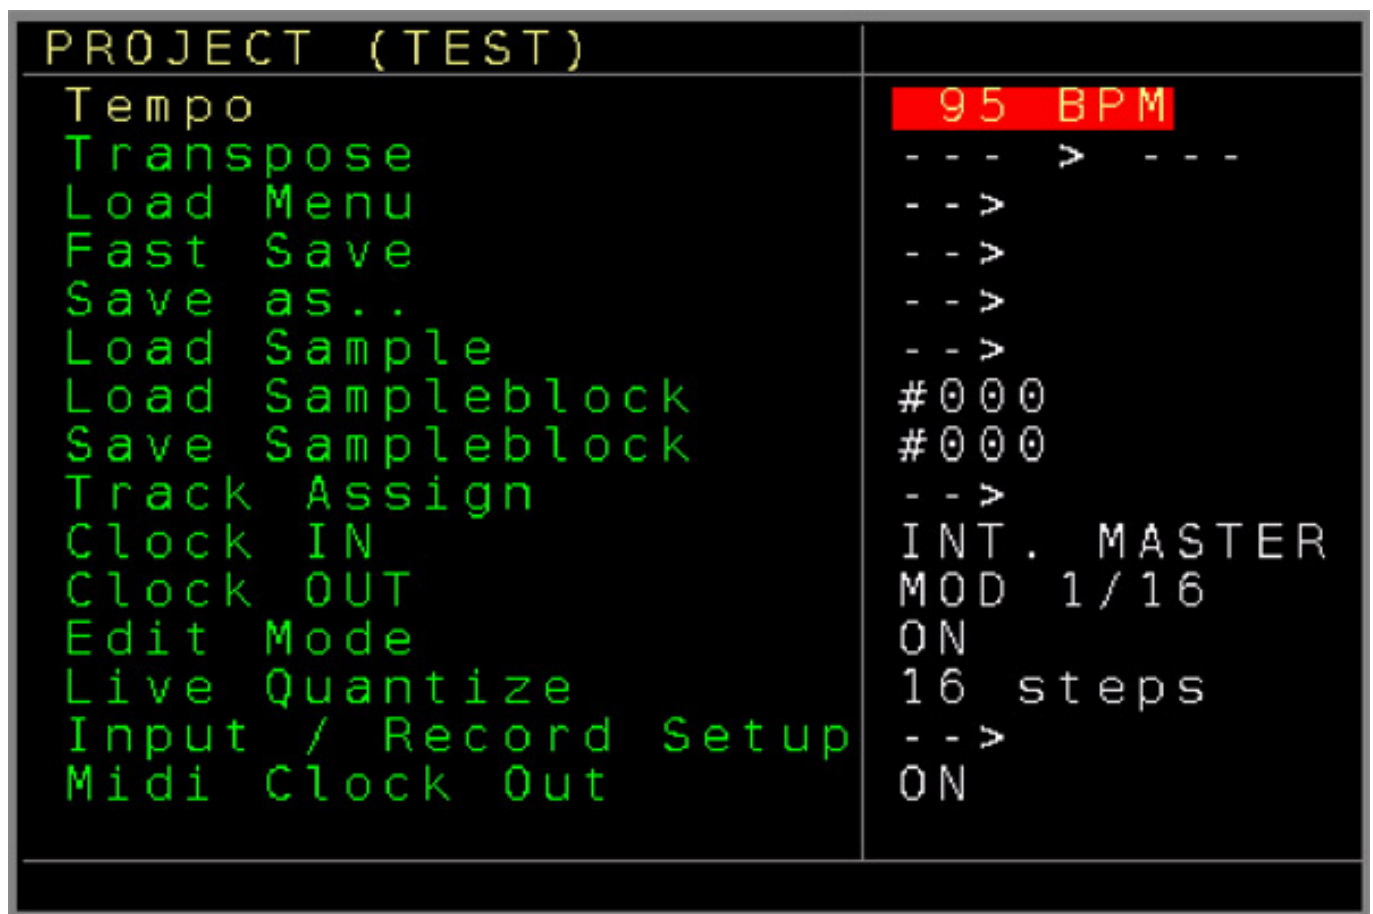 PROJECT (TEST)
Tempo 95 BPM
Transpose --- > ---
Load Menu -->
Fast Save -->
Save as.. -->
Load Sample -->
Load Sampleblock #000
Save Sampleblock #000
Track Assign -->
Clock IN INT. MASTER
Clock OUT MOD 1/16
Edit Mode ON
Live Quantize 16 steps
Input / Record Setup -->
Midi Clock Out ON